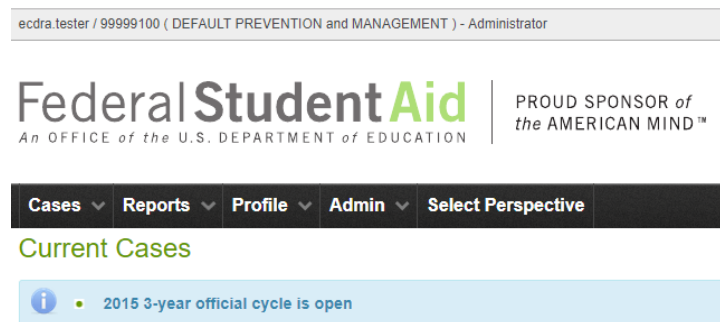 ecdra.tester / 99999100 ( DEFAULT PREVENTION and MANAGEMENT ) - Administrator
Federal Student Aid
An OFFICE of the U.S. DEPARTMENT of EDUCATION
PROUD SPONSOR of
the AMERICAN MIND™
Cases Reports Profile Admin Select Perspective
Current Cases
2015 3-year official cycle is open